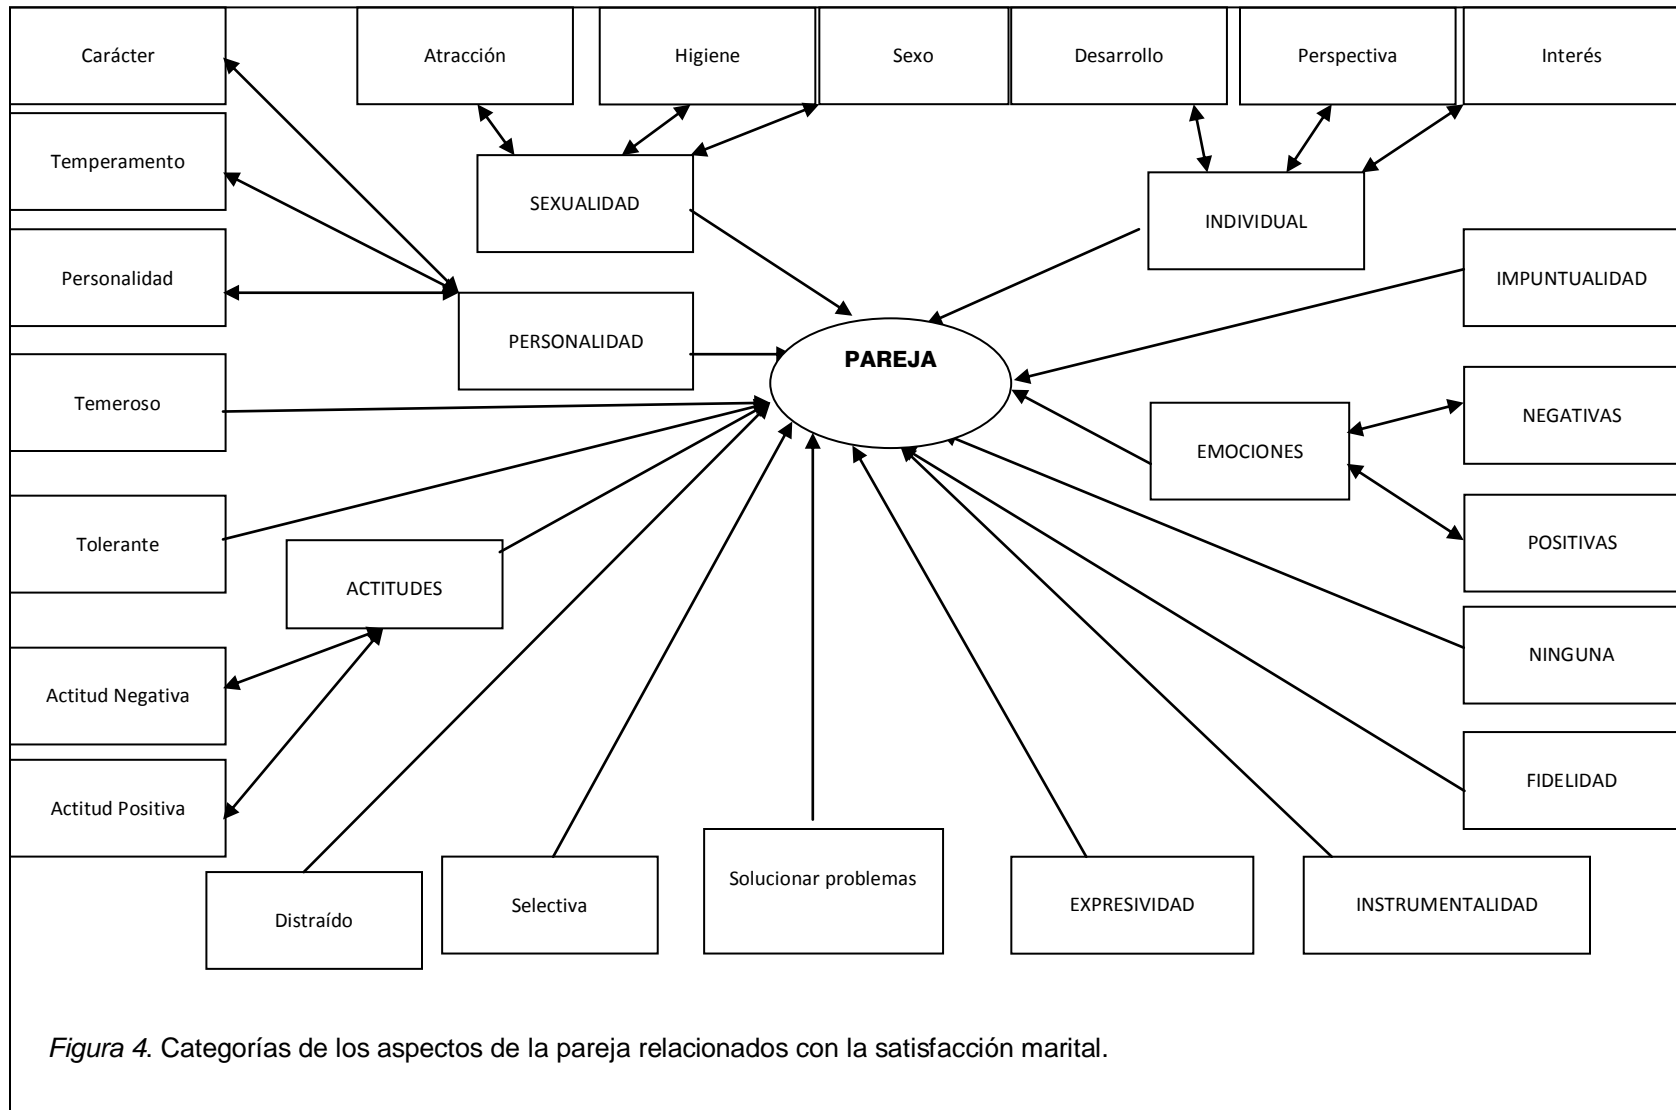 Carácter
Atracción
Higiene
Sexo
Desarrollo
Perspectiva
Interés
Temperamento
SEXUALIDAD
INDIVIDUAL
Personalidad
IMPUNTUALIDAD
PERSONALIDAD
PAREJA
Temeroso
NEGATIVAS
EMOCIONES
Tolerante
POSITIVAS
ACTITUDES
NINGUNA
Actitud Negativa
FIDELIDAD
Actitud Positiva
Distraído
Selectiva
Solucionar problemas
EXPRESIVIDAD
INSTRUMENTALIDAD
Figura 4. Categorías de los aspectos de la pareja relacionados con la satisfacción marital.